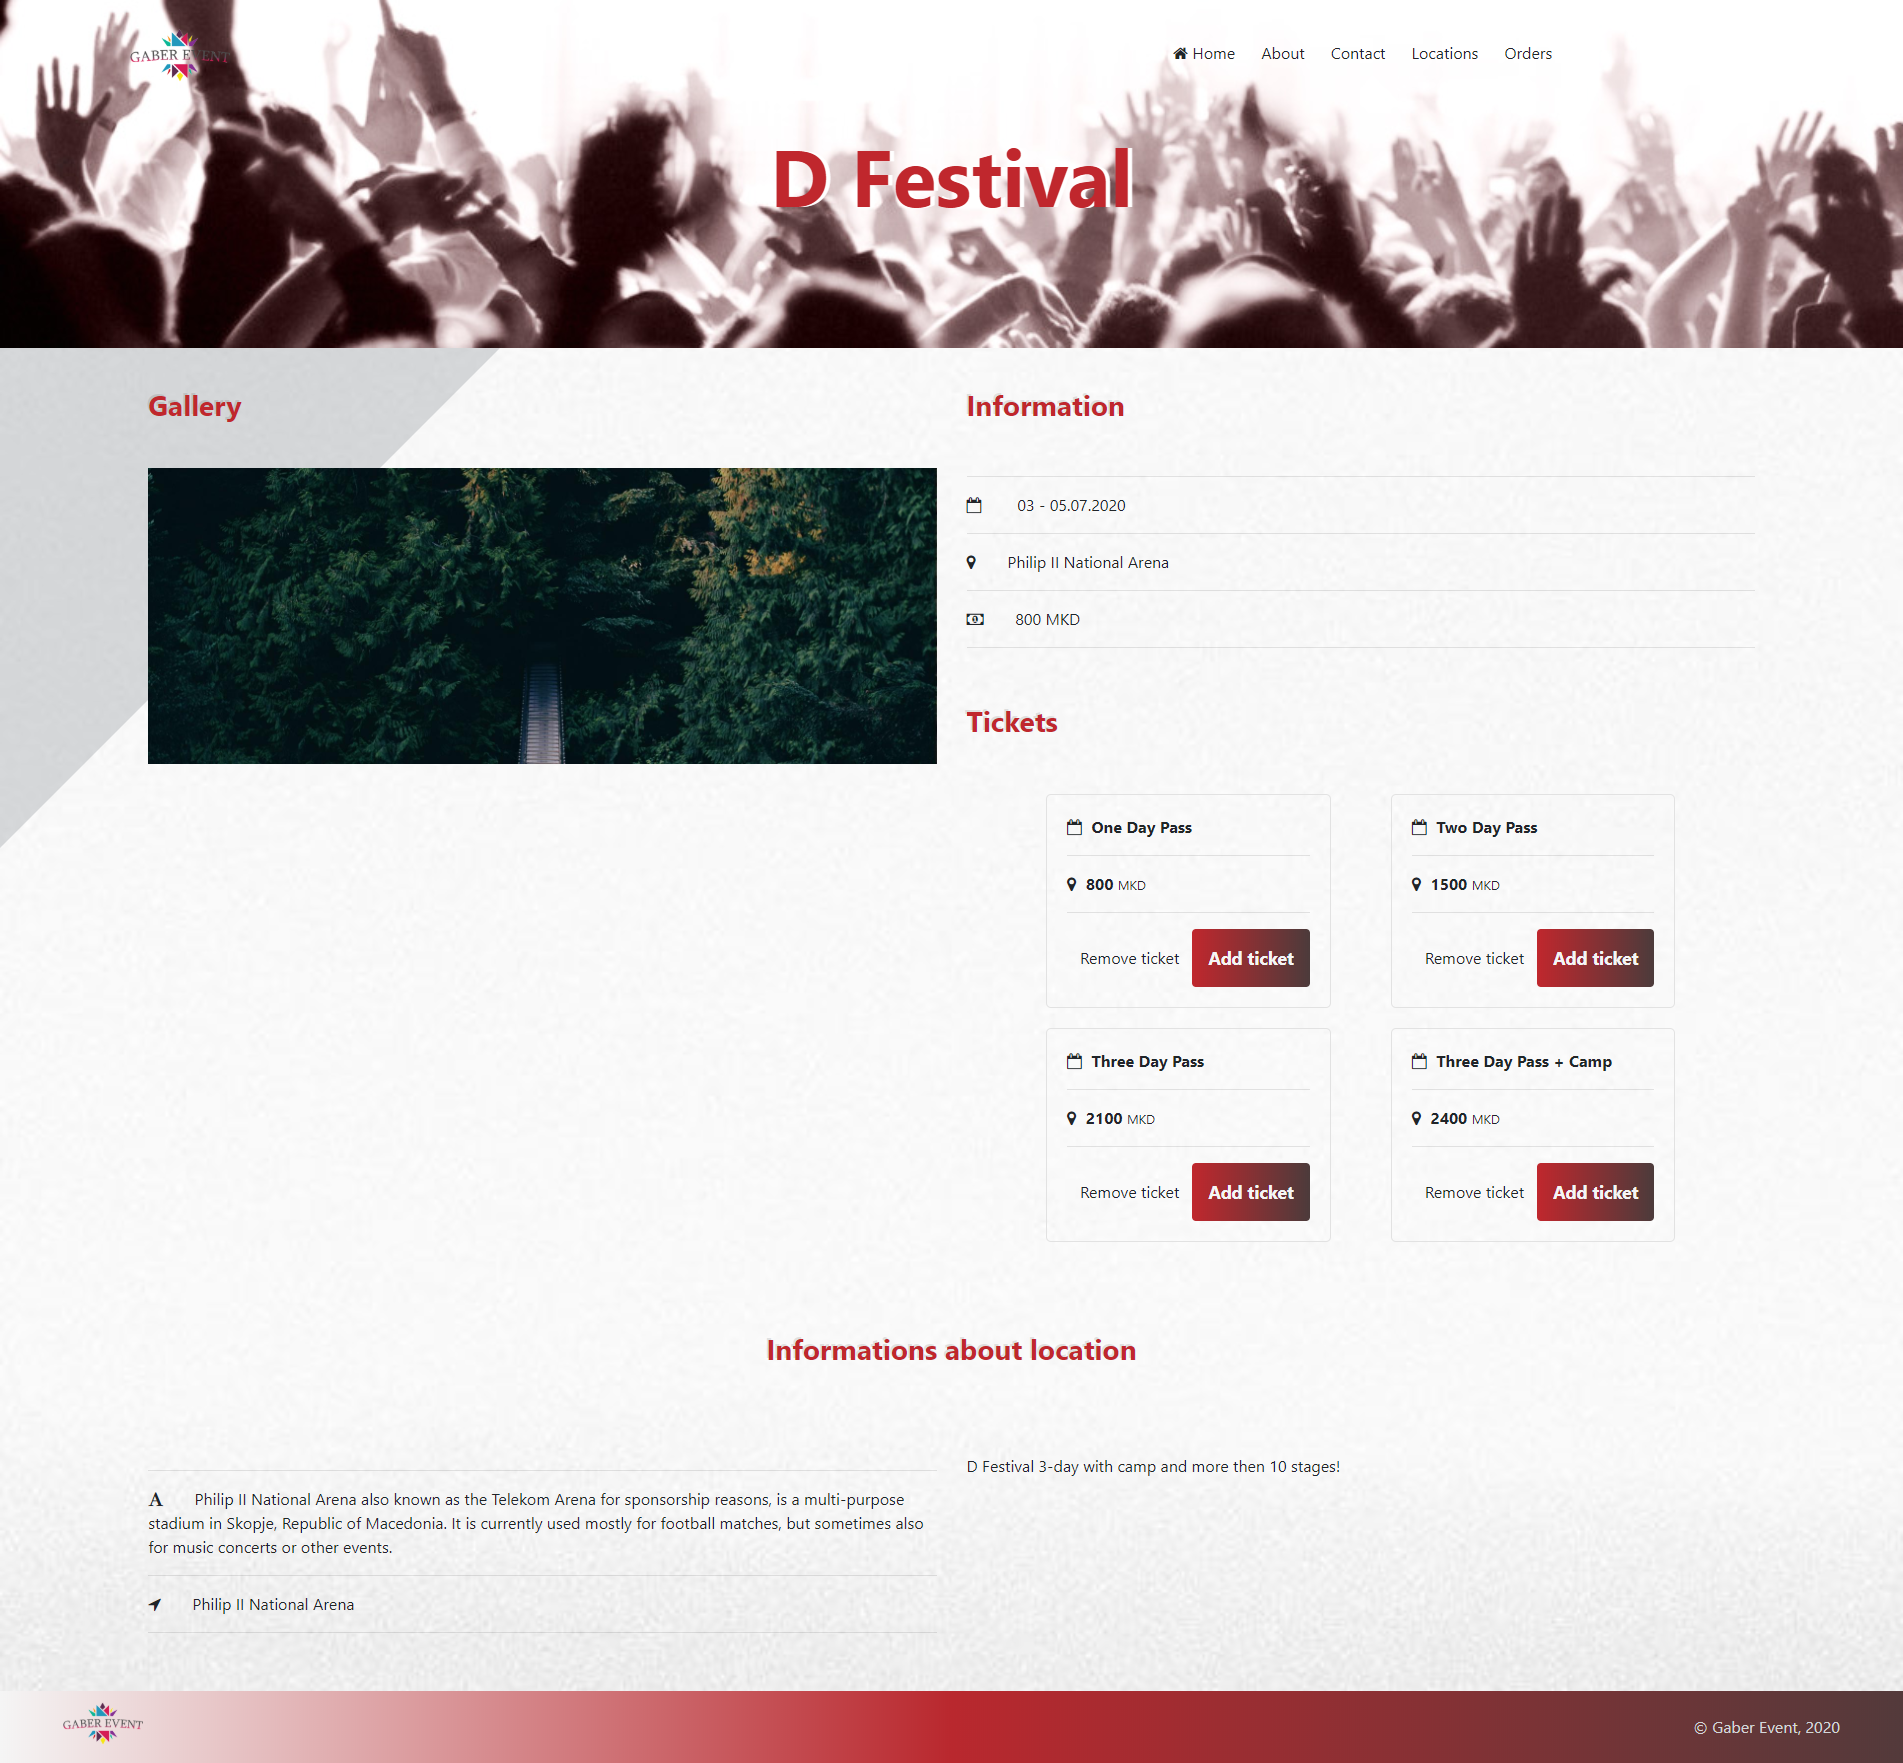 GABER EVENT
Home About Contact Locations Orders
D Festival
Gallery
Information
03 - 05.07.2020
Philip II National Arena
800 MKD
Tickets
One Day Pass
800 MKD
Remove ticket Add ticket
Two Day Pass
1500 MKD
Remove ticket Add ticket
Three Day Pass
2100 MKD
Remove ticket Add ticket
Three Day Pass + Camp
2400 MKD
Remove ticket Add ticket
Informations about location
Philip II National Arena also known as the Telekom Arena for sponsorship reasons, is a multi-purpose
stadium in Skopje, Republic of Macedonia. It is currently used mostly for football matches, but sometimes also
for music concerts or other events.
Philip II National Arena
D Festival 3-day with camp and more then 10 stages!
GABER EVENT
© Gaber Event, 2020